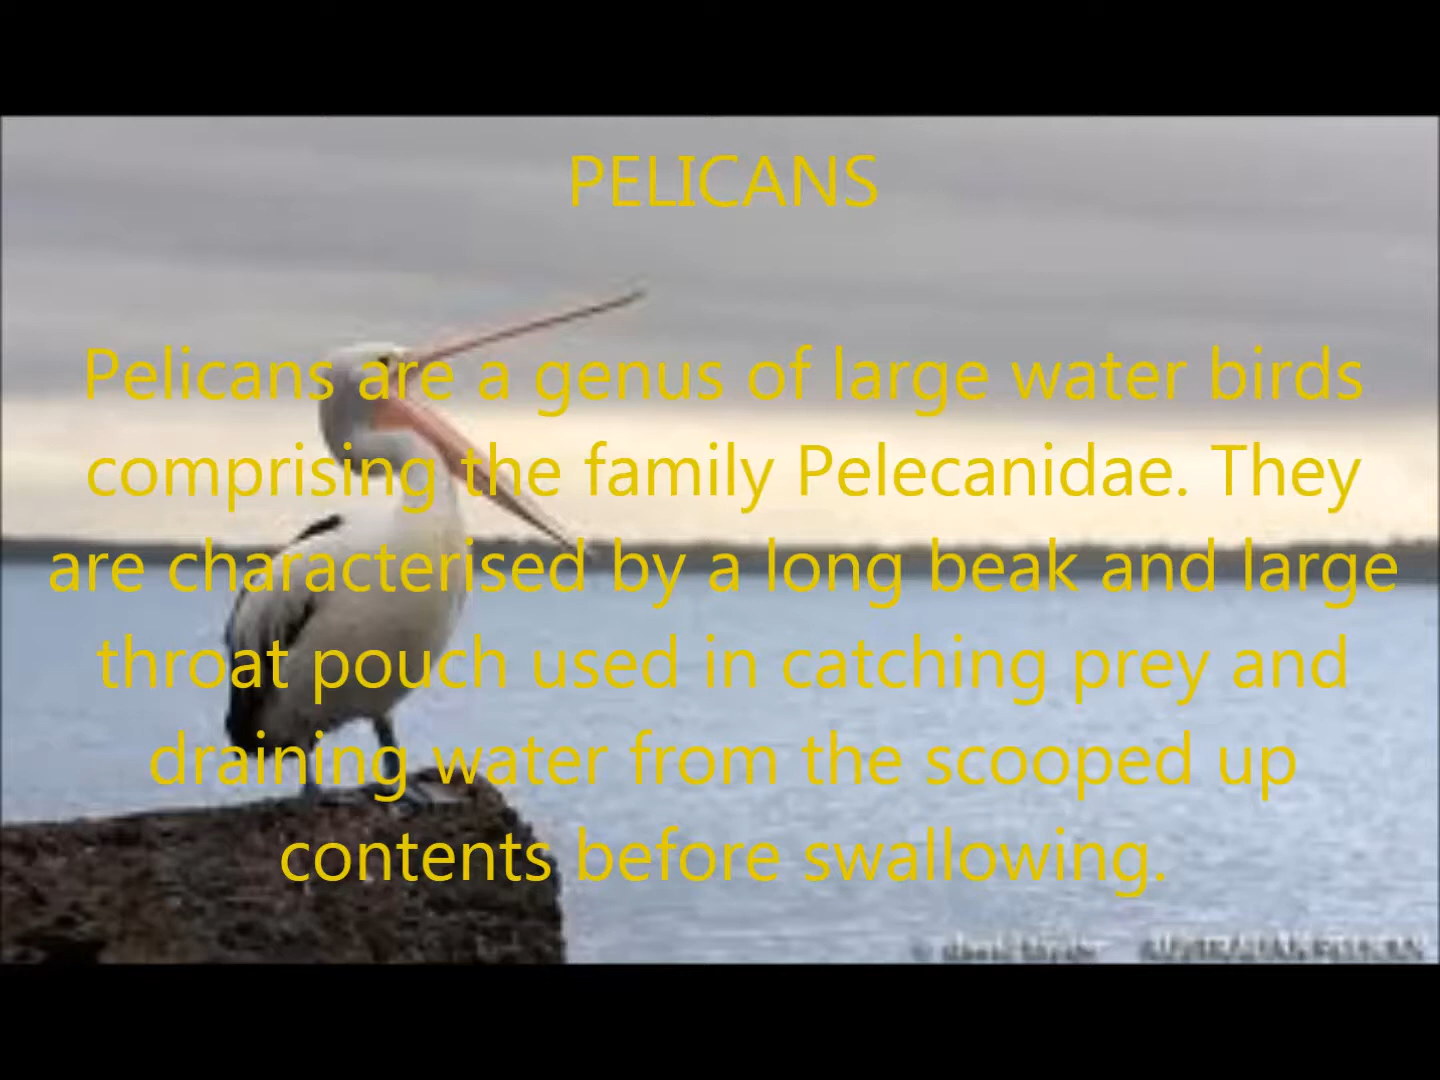 PELICANS
Pelicans are a genus of large water birds
comprising the family Pelecanidae. They
are characterised by a long beak and large
throat pouch used in catching prey and
draining water from the scooped up
contents before swallowing.